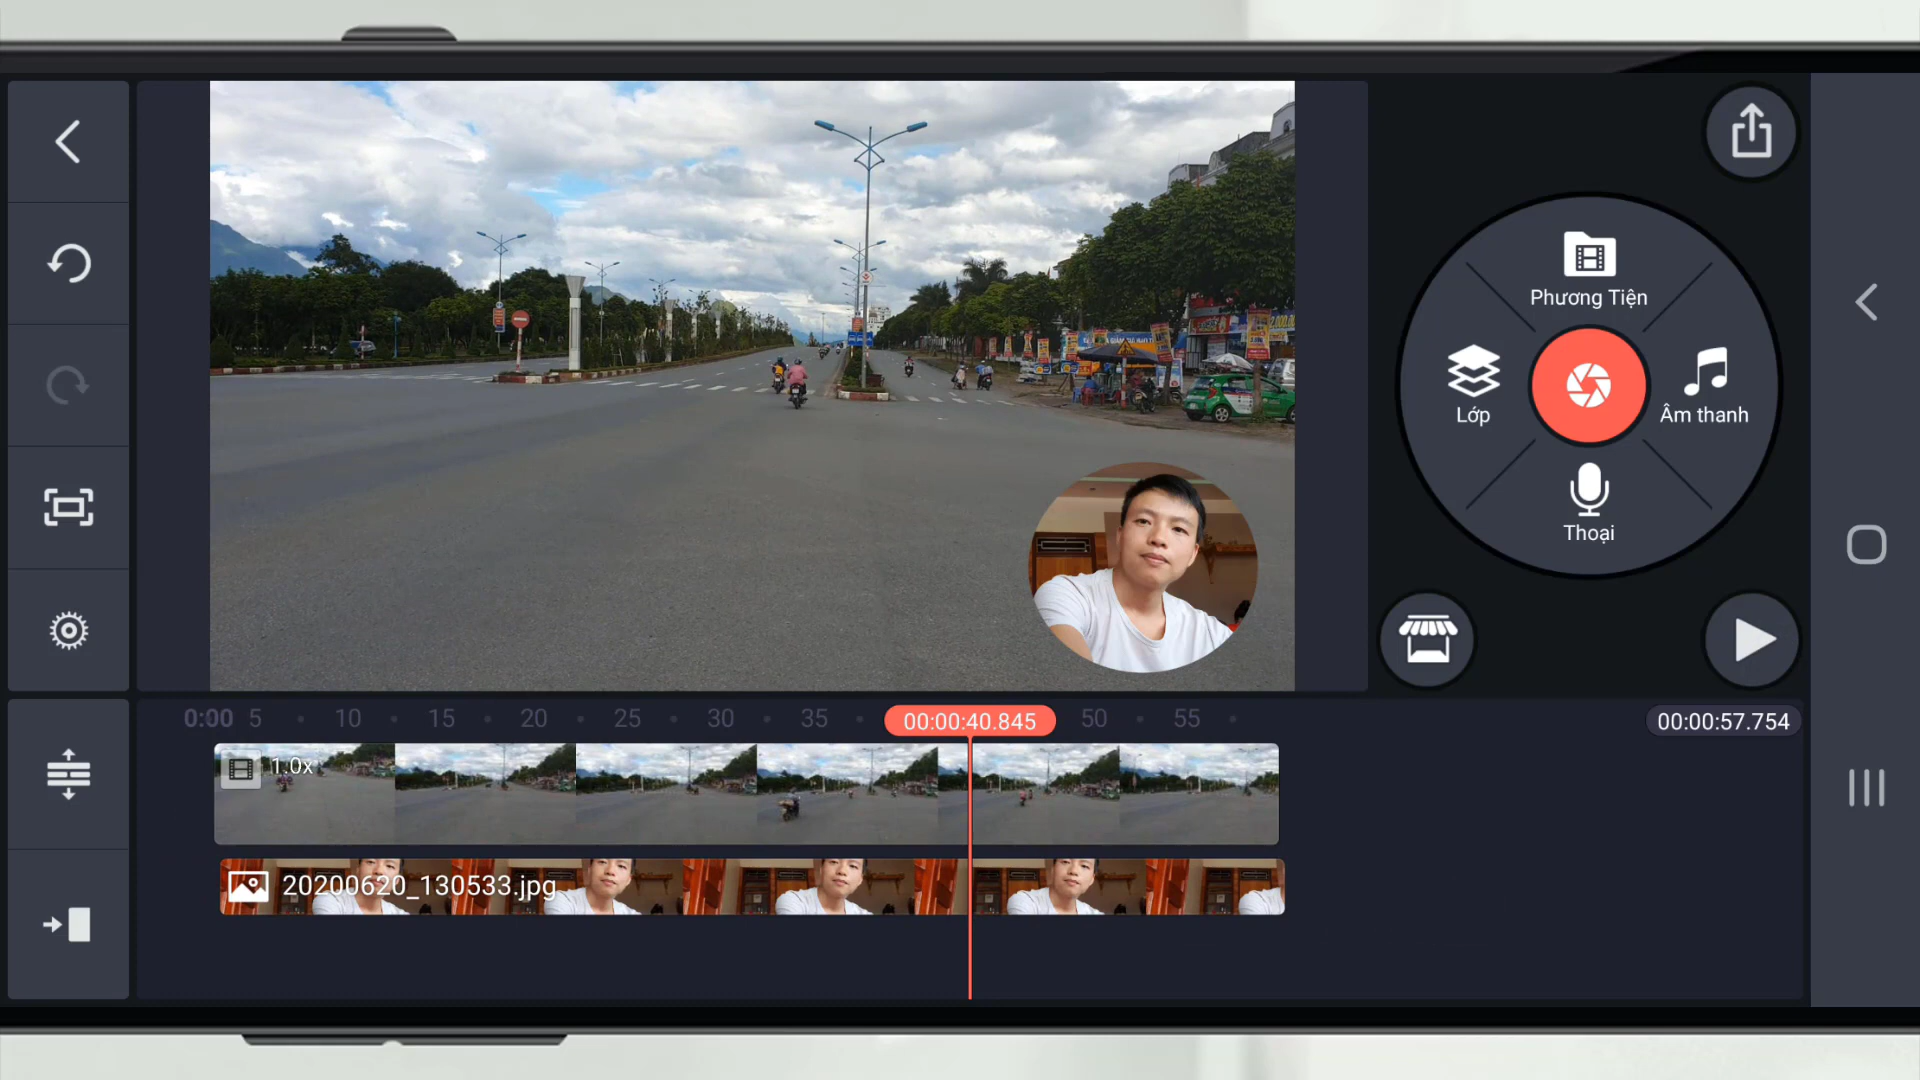 Phương Tiện
Lớp
Âm thanh
Thoại
0:00 5 10 15 20 25 30 35 00:00:40.845 50 55 00:00:57.754
1.0x
20200620_130533.jpg